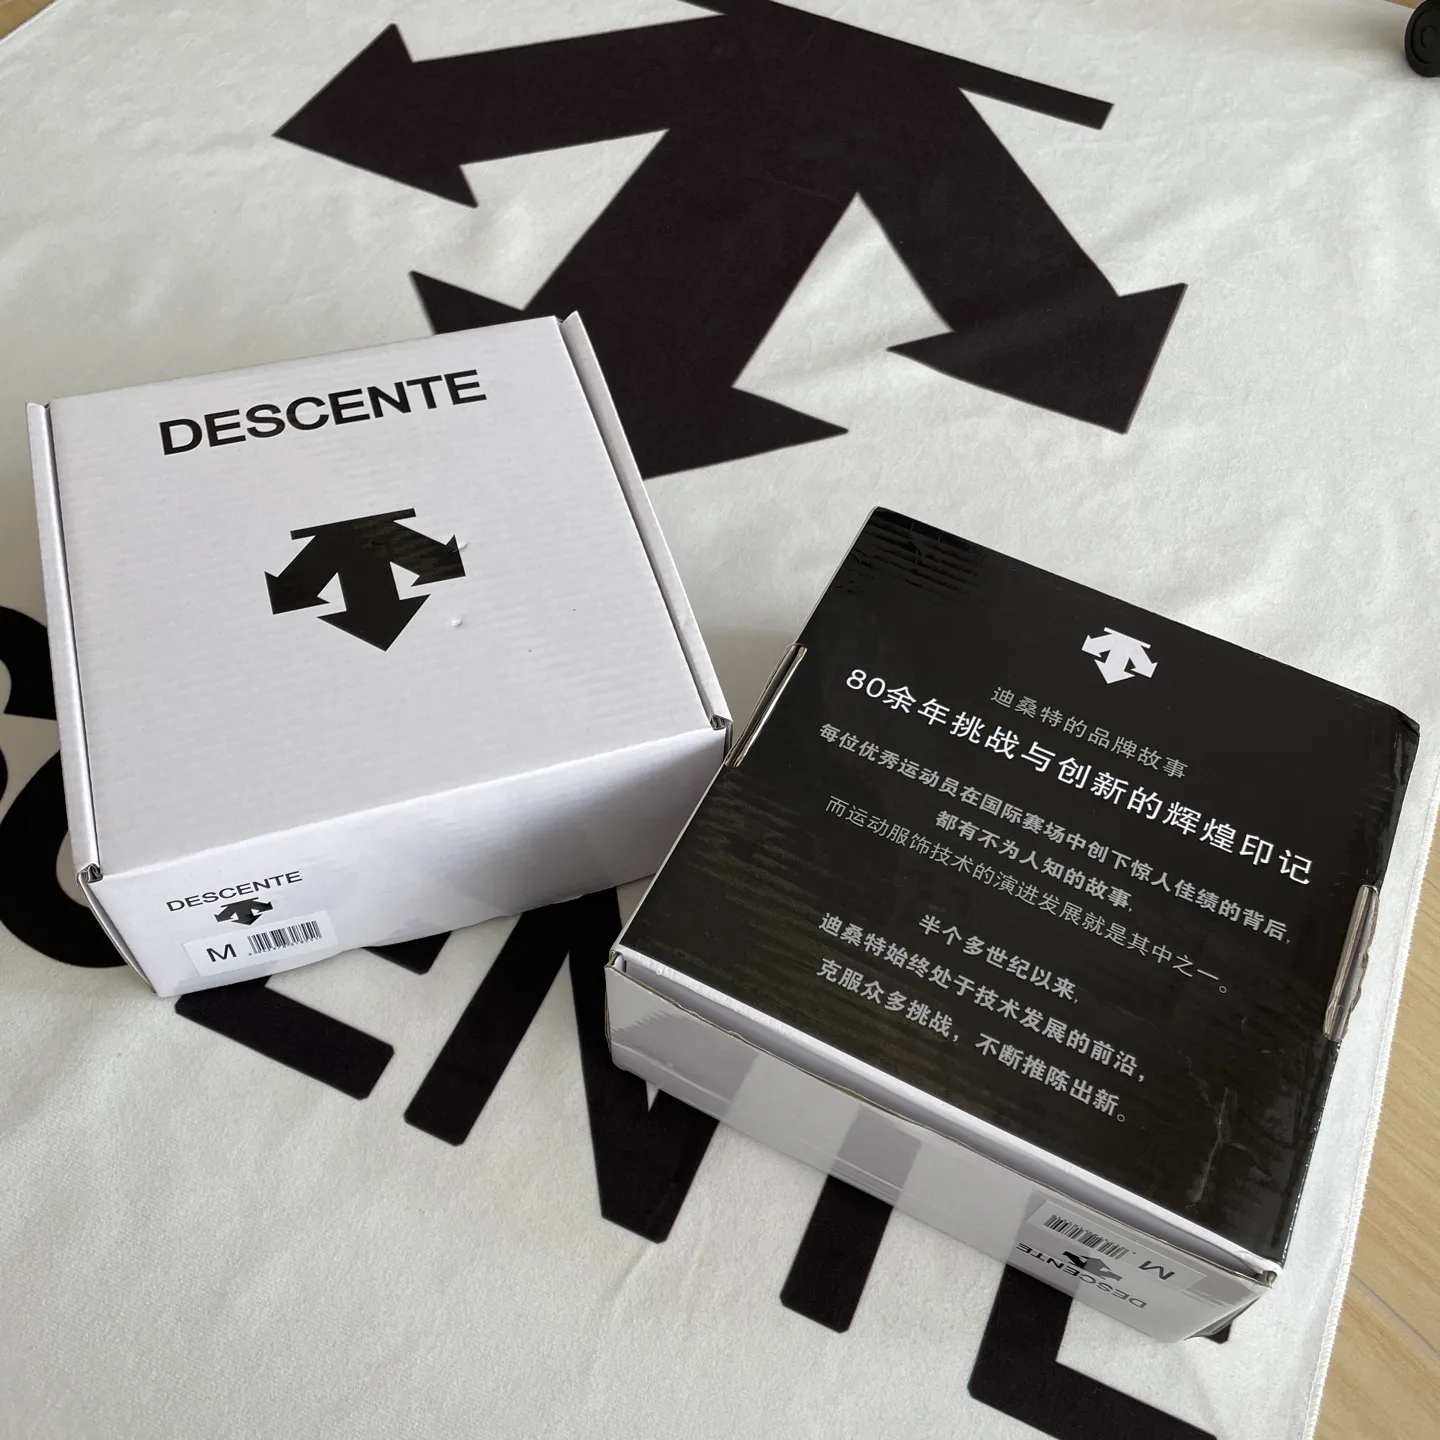 DESCENTE
DESCENTE
M
迪桑特的品牌故事
80余年挑战与创新的辉煌印记
每位优秀运动员在国际赛场中创下惊人佳绩的背后,
都有不为人知的故事,
而运动服饰技术的演进发展就是其中之一。
半个多世纪以来,
迪桑特始终处于技术发展的前沿,
克服众多挑战，不断推陈出新。
M
DESCENTE